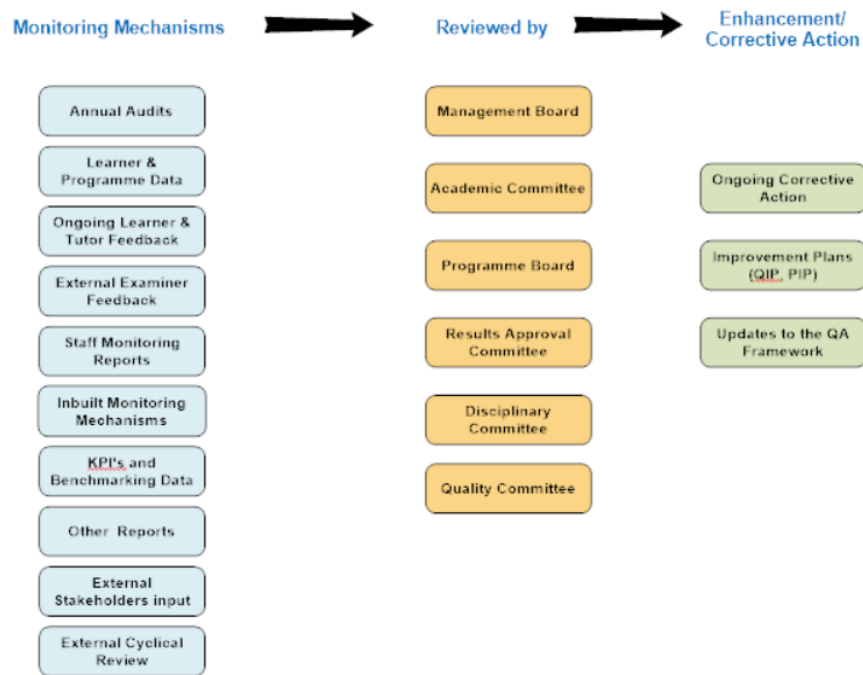 Monitoring Mechanisms
Reviewed by
Enhancement/
Corrective Action
Annual Audits
Learner &
Programme Data
Ongoing Learner &
Tutor Feedback
External Examiner
Feedback
Staff Monitoring
Reports
Inbuilt Monitoring
Mechanisms
KPI's and
Benchmarking Data
Other Reports
External
Stakeholders input
External Cyclical
Review
Management Board
Academic Committee
Programme Board
Results Approval
Committee
Disciplinary
Committee
Quality Committee
Ongoing Corrective
Action
Improvement Plans
(QIP, PIP)
Updates to the QA
Framework